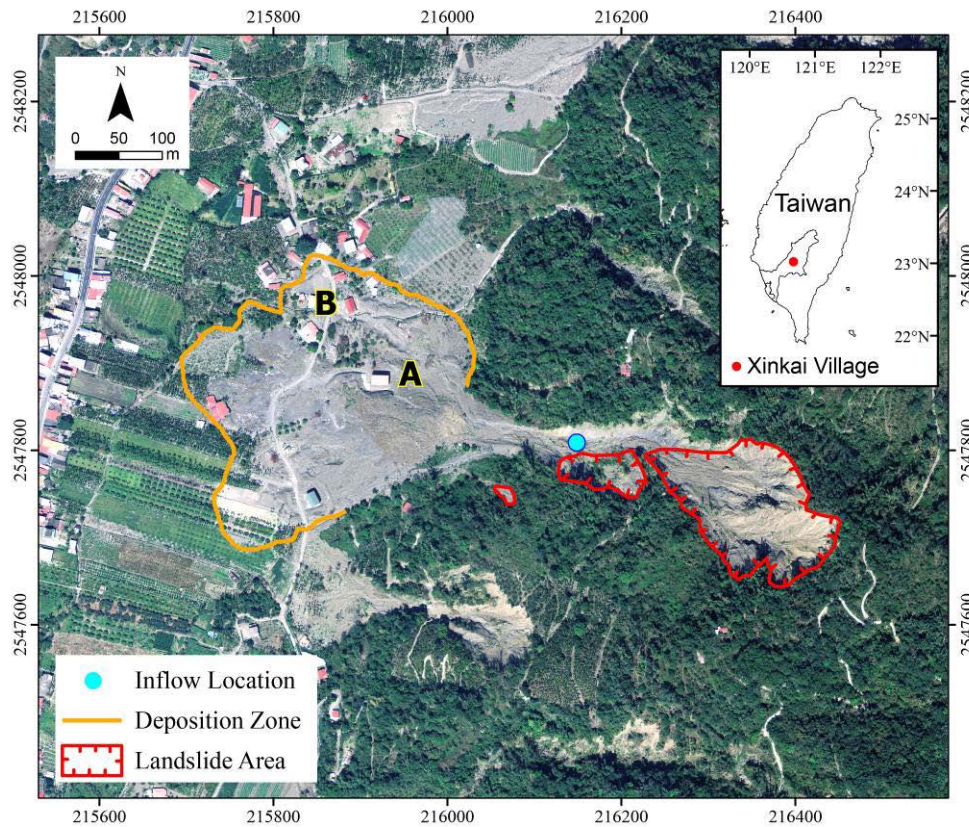 215600 215800 216000 216200 216400
2548200
2548000
2547800
2547600
2548200
2548000
2547800
2547600
N
0 50 100
m
120°E 121°E 122°E
25°N
24°N
23°N
22°N
Taiwan
Xinkai Village
B
A
Inflow Location
Deposition Zone
Landslide Area
215600 215800 216000 216200 216400